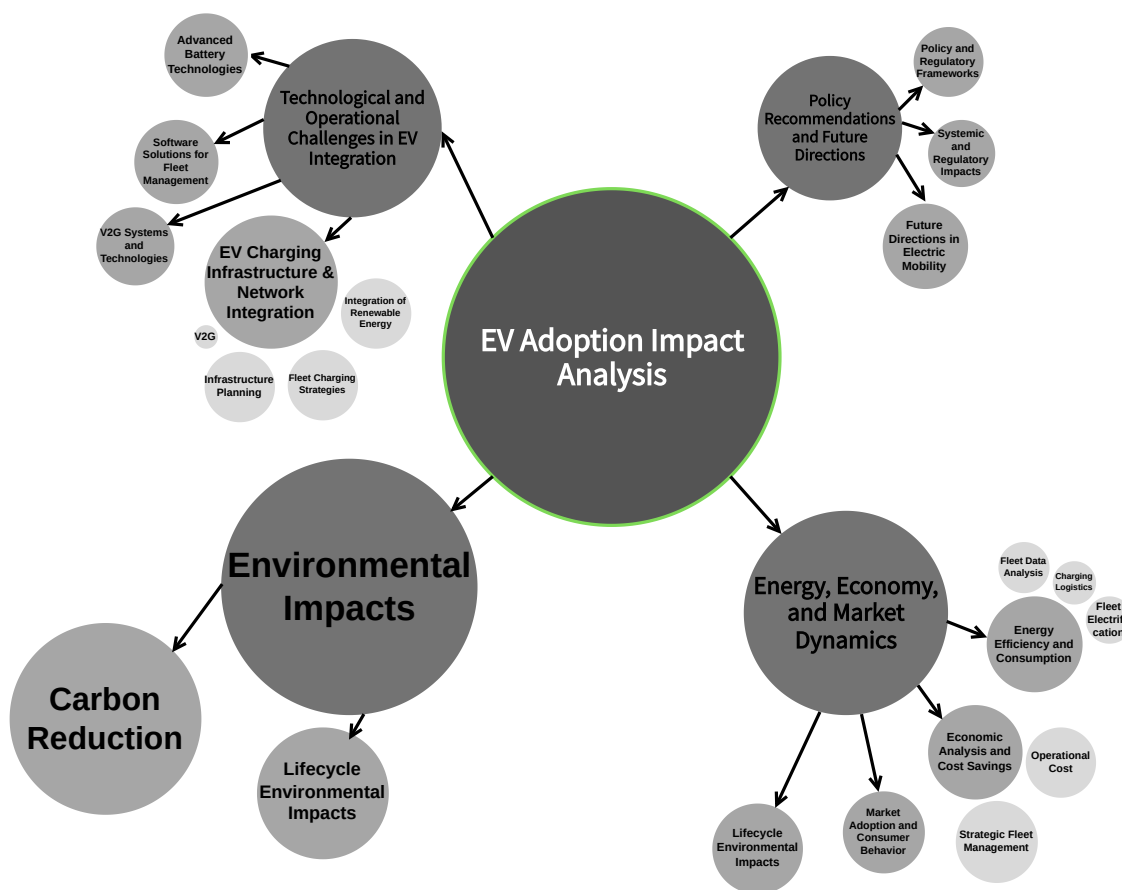 Advanced
Battery
Technologies
Technological and
Operational
Challenges in EV
Integration
Software
Solutions for
Fleet
Management
V2G Systems
and
Technologies
EV Charging
Infrastructure &
Network
Integration
Integration of
Renewable
Energy
V2G
Infrastructure
Planning
Fleet Charging
Strategies
Policy
Recommendations
and Future
Directions
Policy and
Regulatory
Frameworks
Systemic
and
Regulatory
Impacts
Future
Directions in
Electric
Mobility
EV Adoption Impact
Analysis
Environmental
Impacts
Carbon
Reduction
Lifecycle
Environmental
Impacts
Energy, Economy,
and Market
Dynamics
Fleet Data
Analysis
Charging
Logistics
Fleet
Electrifi
cation
Energy
Efficiency and
Consumption
Economic
Analysis and
Cost Savings
Operational
Cost
Strategic Fleet
Management
Market
Adoption and
Consumer
Behavior
Lifecycle
Environmental
Impacts